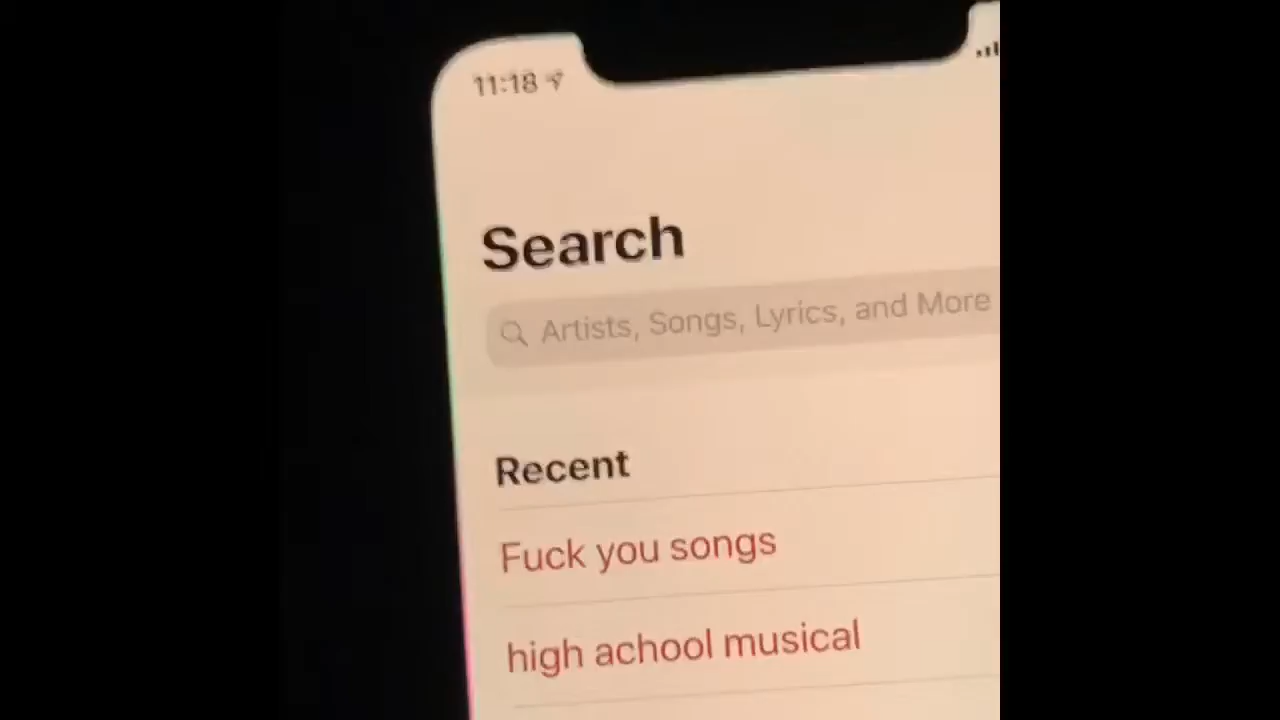 11:18
Search
Artists, Songs, Lyrics, and More
Recent
Fuck you songs
high achool musical